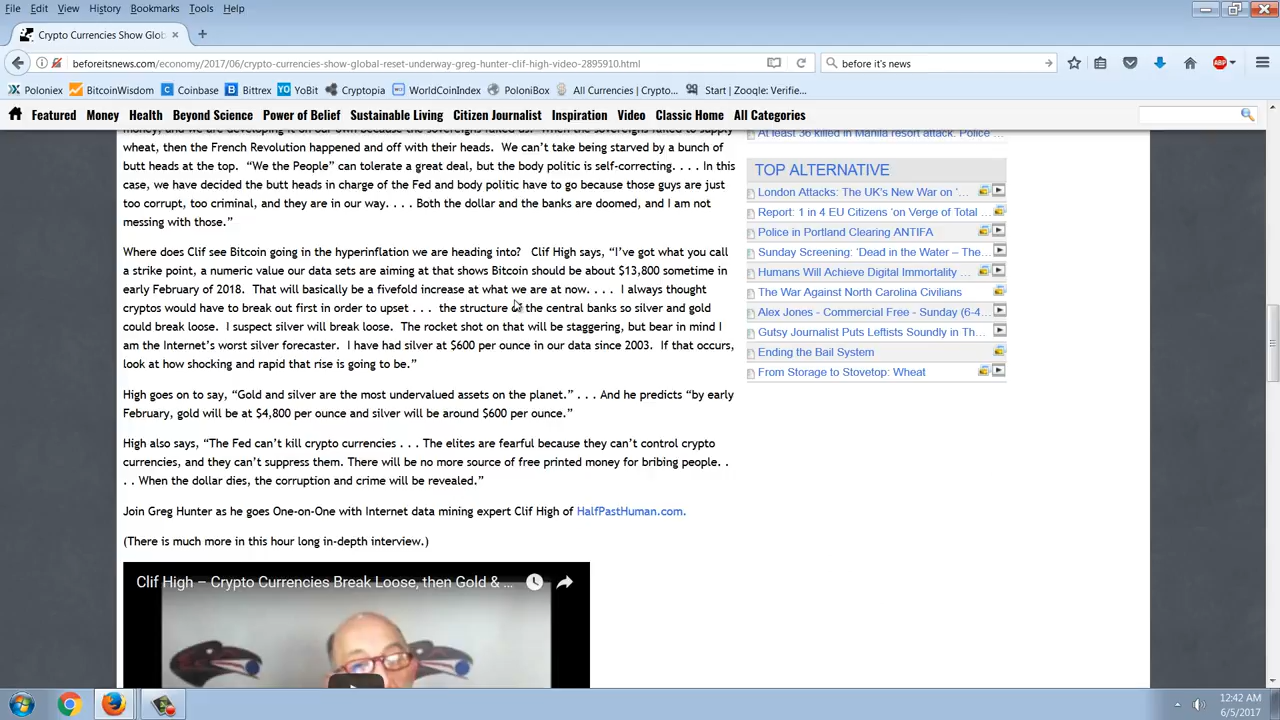 File Edit View History Bookmarks Tools Help
Crypto Currencies Show Glob
beforeitsnews.com/economy/2017/06/crypto-currencies-show-global-reset-underway-greg-hunter-clif-high-video-2895910.html
before it's news
ABP
Poloniex BitcoinWisdom Coinbase Bittrex YoBit Cryptopia WorldCoinIndex PoloniBox All Currencies | Crypto... Start | Zooqle: Verifie...
Featured Money Health Beyond Science Power of Belief Sustainable Living Citizen Journalist Inspiration Video Classic Home All Categories
money, and we are developing it on our own because the sovereigns failed us. When the sovereigns failed to supply
wheat, then the French Revolution happened and off with their heads. We can’t take being starved by a bunch of
butt heads at the top. “We the People” can tolerate a great deal, but the body politic is self-correcting. . . . In this
case, we have decided the butt heads in charge of the Fed and body politic have to go because those guys are just
too corrupt, too criminal, and they are in our way. . . . Both the dollar and the banks are doomed, and I am not
messing with those.”
Where does Clif see Bitcoin going in the hyperinflation we are heading into? Clif High says, “I’ve got what you call
a strike point, a numeric value our data sets are aiming at that shows Bitcoin should be about $13,800 sometime in
early February of 2018. That will basically be a fivefold increase at what we are at now. . . . I always thought
cryptos would have to break out first in order to upset . . . the structure of the central banks so silver and gold
could break loose. I suspect silver will break loose. The rocket shot on that will be staggering, but bear in mind I
am the Internet’s worst silver forecaster. I have had silver at $600 per ounce in our data since 2003. If that occurs,
look at how shocking and rapid that rise is going to be.”
High goes on to say, “Gold and silver are the most undervalued assets on the planet.” . . . And he predicts “by early
February, gold will be at $4,800 per ounce and silver will be around $600 per ounce.”
High also says, “The Fed can’t kill crypto currencies . . . The elites are fearful because they can’t control crypto
currencies, and they can’t suppress them. There will be no more source of free printed money for bribing people. .
. . When the dollar dies, the corruption and crime will be revealed.”
Join Greg Hunter as he goes One-on-One with Internet data mining expert Clif High of HalfPastHuman.com.
(There is much more in this hour long in-depth interview.)
Clif High – Crypto Currencies Break Loose, then Gold & ...
At least 36 killed in Manila resort attack: Police ...
TOP ALTERNATIVE
London Attacks: The UK’s New War on ‘...
Report: 1 in 4 EU Citizens ‘on Verge of Total ...
Police in Portland Clearing ANTIFA
Sunday Screening: ‘Dead in the Water – The...
Humans Will Achieve Digital Immortality ...
The War Against North Carolina Civilians
Alex Jones - Commercial Free - Sunday (6-4...
Gutsy Journalist Puts Leftists Soundly in Th...
Ending the Bail System
From Storage to Stovetop: Wheat
12:42 AM
6/5/2017